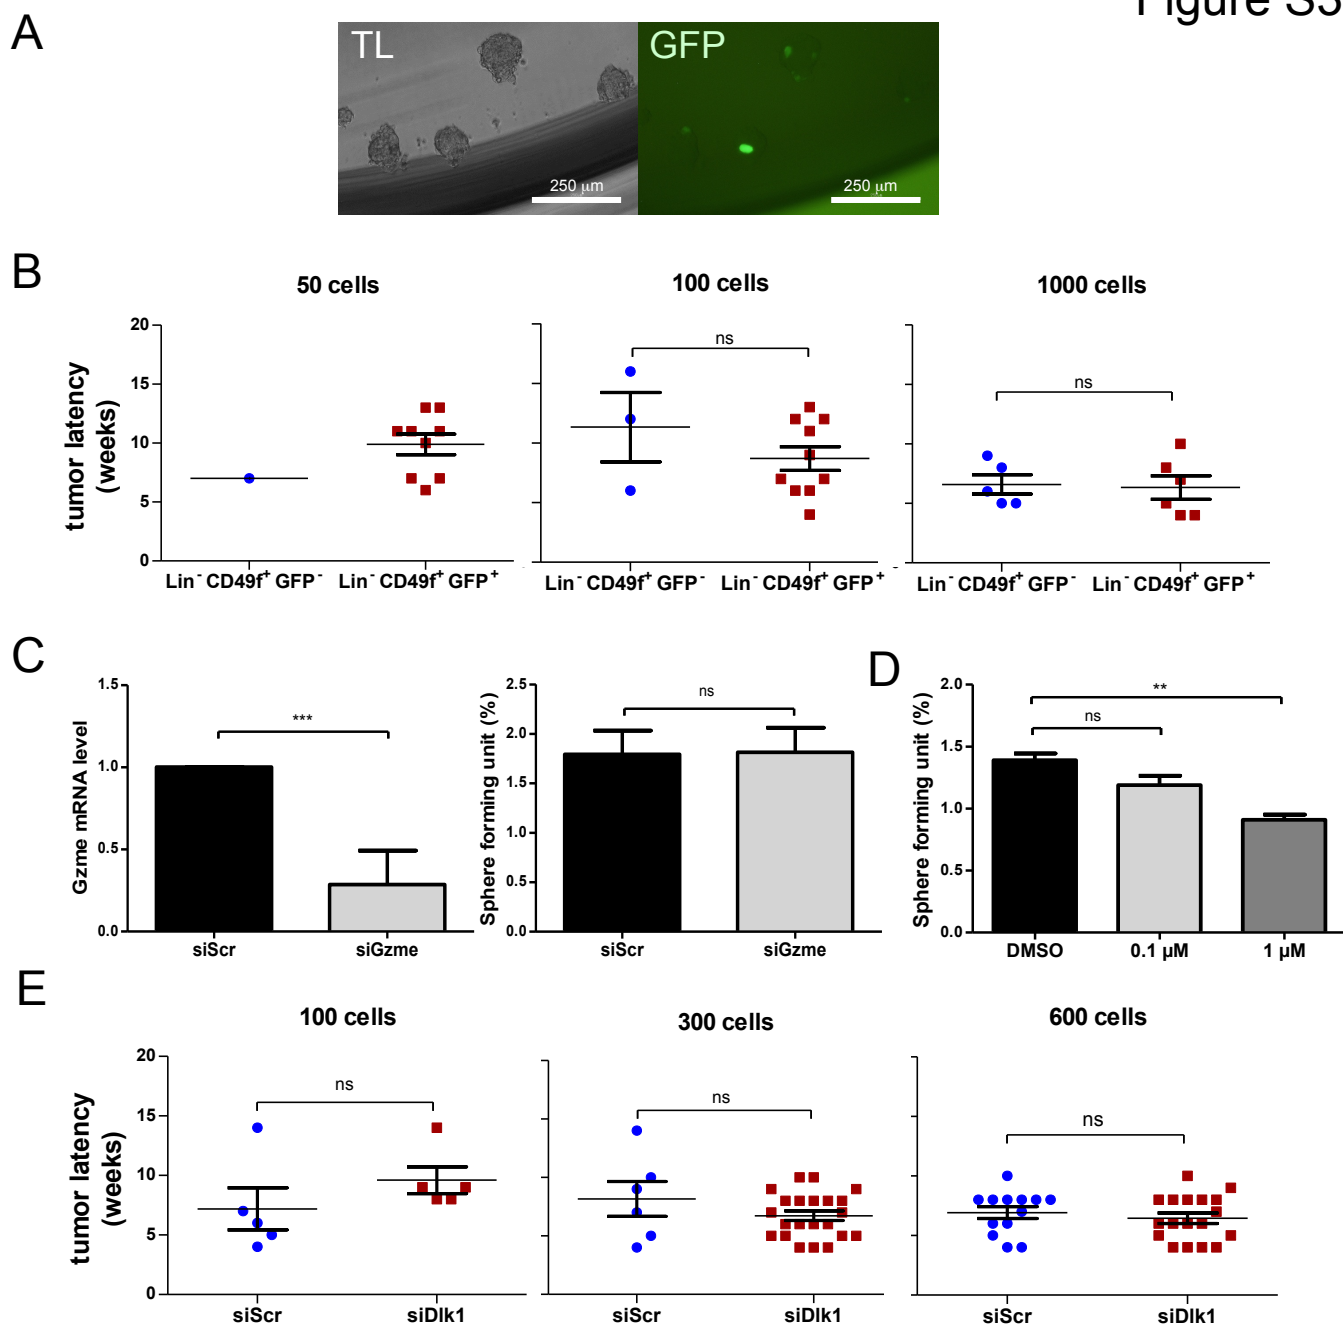 Figure S3
A
TL
GFP
250 µm
250 µm
B
50 cells
100 cells
1000 cells
tumor latency
(weeks)
20
15
10
5
0
ns
ns
Lin⁻ CD49f⁺ GFP⁻
Lin⁻ CD49f⁺ GFP⁺
Lin⁻ CD49f⁺ GFP⁻
Lin⁻ CD49f⁺ GFP⁺
Lin⁻ CD49f⁺ GFP⁻
Lin⁻ CD49f⁺ GFP⁺
C
Gzme mRNA level
1.5
1.0
0.5
0.0
***
siScr
siGzme
Sphere forming unit (%)
2.5
2.0
1.5
1.0
0.5
0.0
ns
siScr
siGzme
D
Sphere forming unit (%)
2.0
1.5
1.0
0.5
0.0
**
ns
DMSO
0.1 µM
1 µM
E
100 cells
300 cells
600 cells
tumor latency
(weeks)
20
15
10
5
0
ns
ns
ns
siScr
siDlk1
siScr
siDlk1
siScr
siDlk1